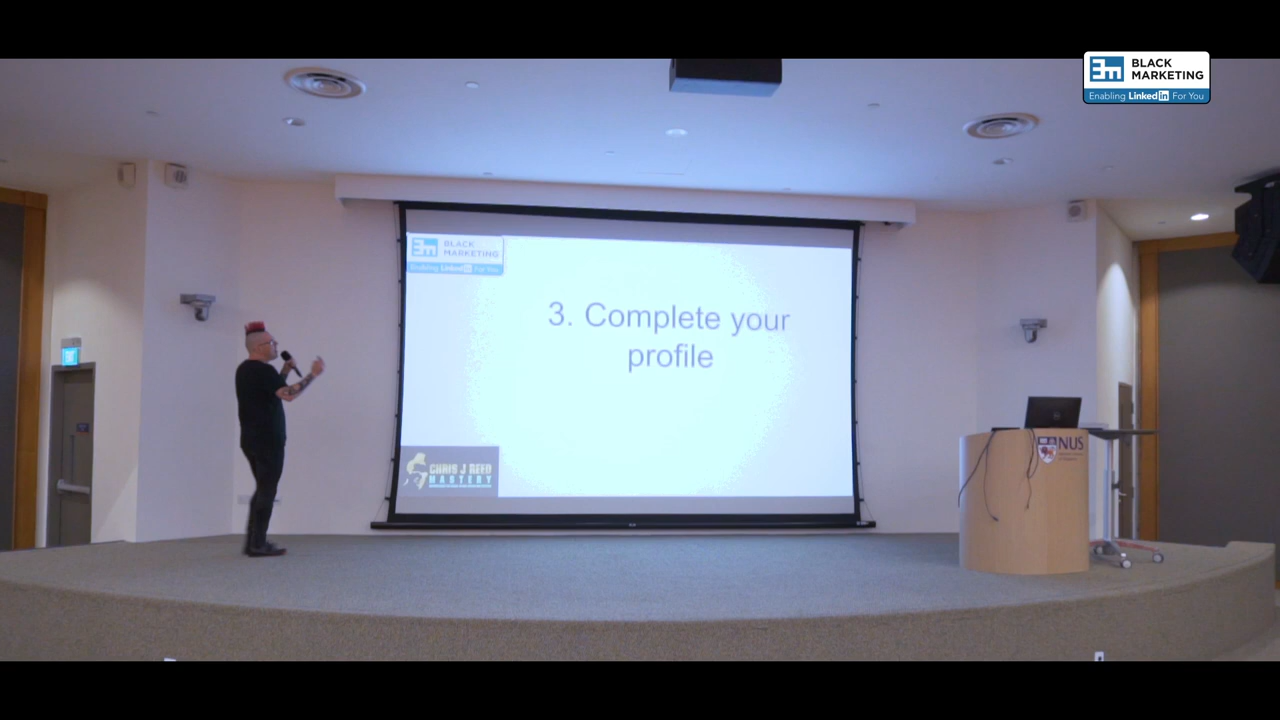 BLACK
MARKETING
Enabling Linked in For You
BLACK
MARKETING
Enabling Linked in For You
3. Complete your
profile
CHRIS J REED
MASTERY
NUS